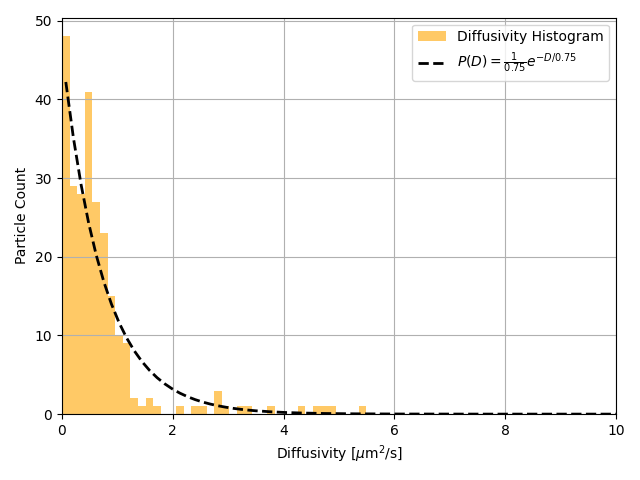 Diffusivity Histogram
P(D) = \frac{1}{0.75}e^{-D/0.75}
50
40
30
20
10
0
Particle Count
0 2 4 6 8 10
Diffusivity [μm²/s]